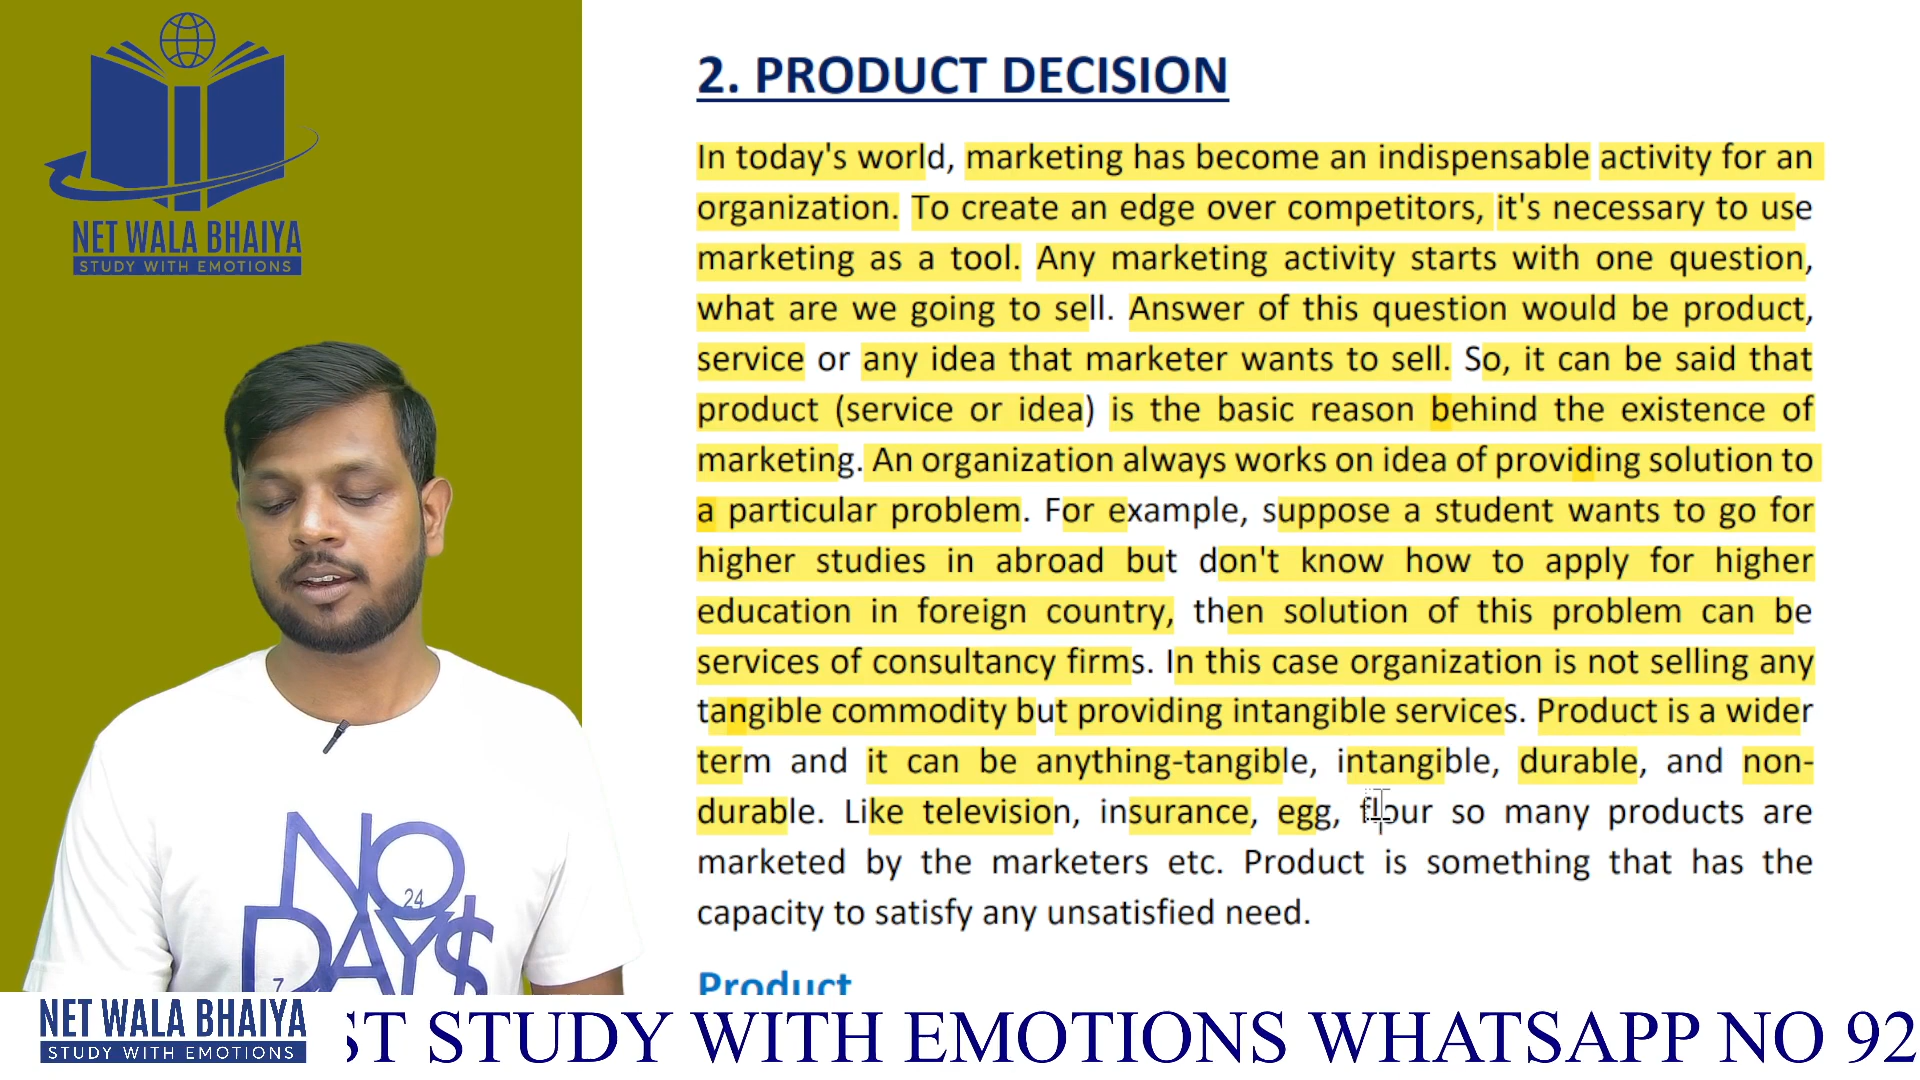 NET WALA BHAIYA
STUDY WITH EMOTIONS
2. PRODUCT DECISION
In today's world, marketing has become an indispensable activity for an
organization. To create an edge over competitors, it's necessary to use
marketing as a tool. Any marketing activity starts with one question,
what are we going to sell. Answer of this question would be product,
service or any idea that marketer wants to sell. So, it can be said that
product (service or idea) is the basic reason behind the existence of
marketing. An organization always works on idea of providing solution to
a particular problem. For example, suppose a student wants to go for
higher studies in abroad but don't know how to apply for higher
education in foreign country, then solution of this problem can be
services of consultancy firms. In this case organization is not selling any
tangible commodity but providing intangible services. Product is a wider
term and it can be anything-tangible, intangible, durable, and non-
durable. Like television, insurance, egg, flour so many products are
marketed by the marketers etc. Product is something that has the
capacity to satisfy any unsatisfied need.
Product
NO
24
DAYS
7
NET WALA BHAIYA
STUDY WITH EMOTIONS
ST STUDY WITH EMOTIONS WHATSAPP NO 92